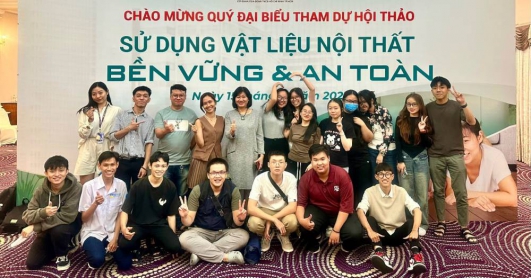 CHÀO MỪNG QUÝ ĐẠI BIỂU THAM DỰ HỘI THẢO
SỬ DỤNG VẬT LIỆU NỘI THẤT
BỀN VỮNG & AN TOÀN
Ngày